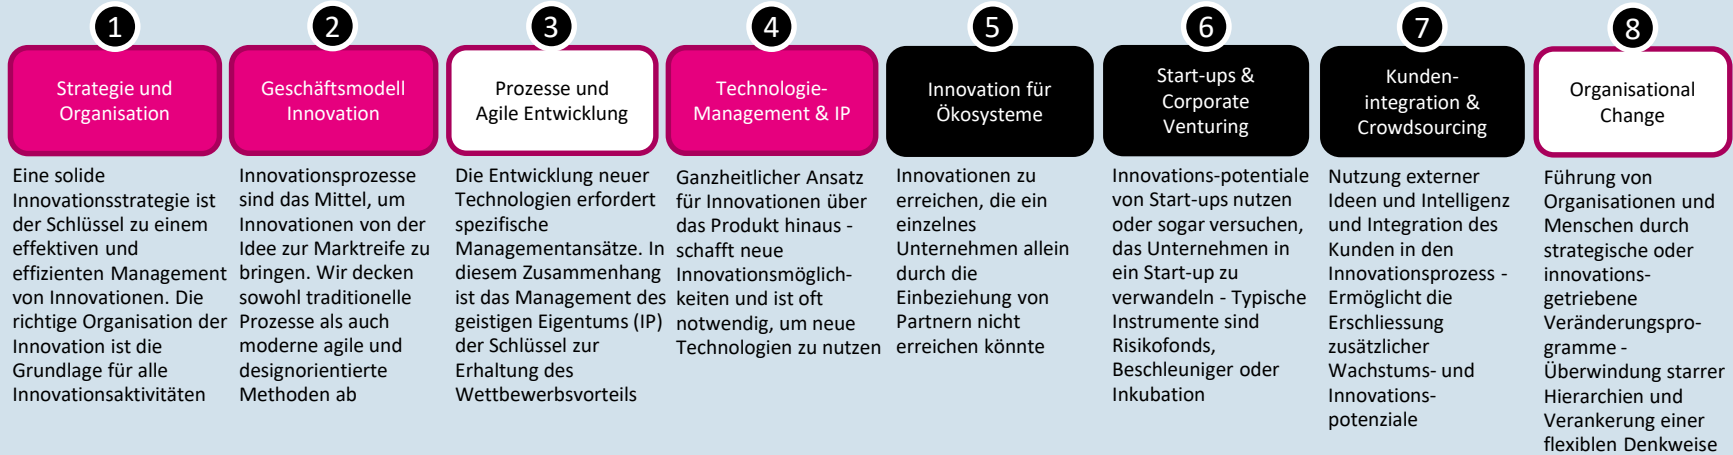 1
Strategie und
Organisation
Eine solide
Innovationsstrategie ist
der Schlüssel zu einem
effektiven und
effizienten Management
von Innovationen. Die
richtige Organisation der
Innovation ist die
Grundlage für alle
Innovationsaktivitäten
2
Geschäftsmodell
Innovation
Innovationsprozesse
sind das Mittel, um
Innovationen von der
Idee zur Marktreife zu
bringen. Wir decken
sowohl traditionelle
Prozesse als auch
moderne agile und
designorientierte
Methoden ab
3
Prozesse und
Agile Entwicklung
Die Entwicklung neuer
Technologien erfordert
spezifische
Managementansätze. In
diesem Zusammenhang
ist das Management des
geistigen Eigentums (IP)
der Schlüssel zur
Erhaltung des
Wettbewerbsvorteils
4
Technologie-
Management & IP
Ganzheitlicher Ansatz
für Innovationen über
das Produkt hinaus -
schafft neue
Innovationsmöglich-
keiten und ist oft
notwendig, um neue
Technologien zu nutzen
5
Innovation für
Ökosysteme
Innovationen zu
erreichen, die ein
einzelnes
Unternehmen allein
durch die
Einbeziehung von
Partnern nicht
erreichen könnte
6
Start-ups &
Corporate
Venturing
Innovations-potentiale
von Start-ups nutzen
oder sogar versuchen,
das Unternehmen in
ein Start-up zu
verwandeln - Typische
Instrumente sind
Risikofonds,
Beschleuniger oder
Inkubation
7
Kunden-
integration &
Crowdsourcing
Nutzung externer
Ideen und Intelligenz
und Integration des
Kunden in den
Innovationsprozess -
Ermöglicht die
Erschliessung
zusätzlicher
Wachstums- und
Innovations-
potenziale
8
Organisational
Change
Führung von
Organisationen und
Menschen durch
strategische oder
innovations-
getriebene
Veränderungspro-
gramme -
Überwindung starrer
Hierarchien und
Verankerung einer
flexiblen Denkweise